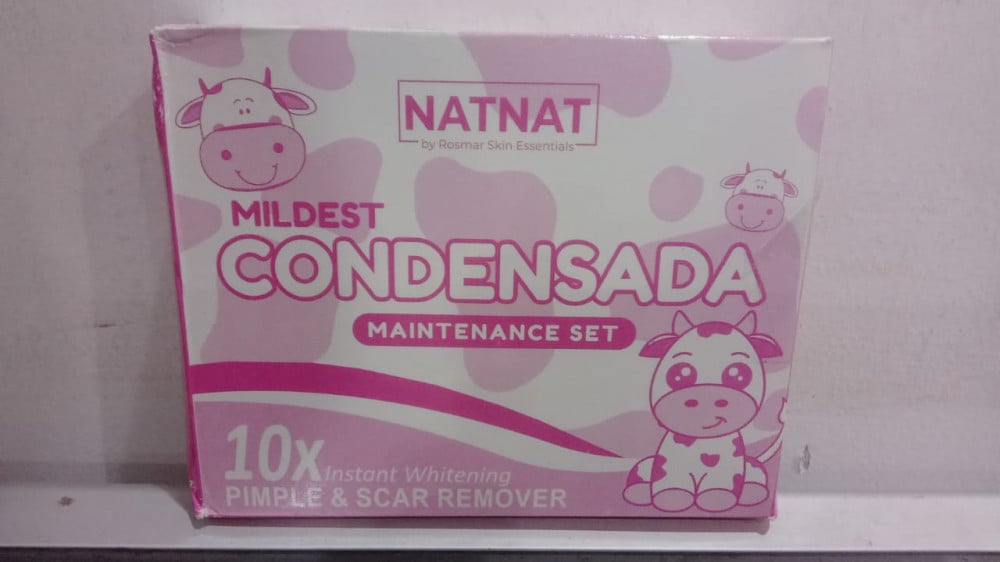 NATNAT
by Rosmar Skin Essentials
MILDEST
CONDENSADA
MAINTENANCE SET
10x Instant Whitening
PIMPLE & SCAR REMOVER